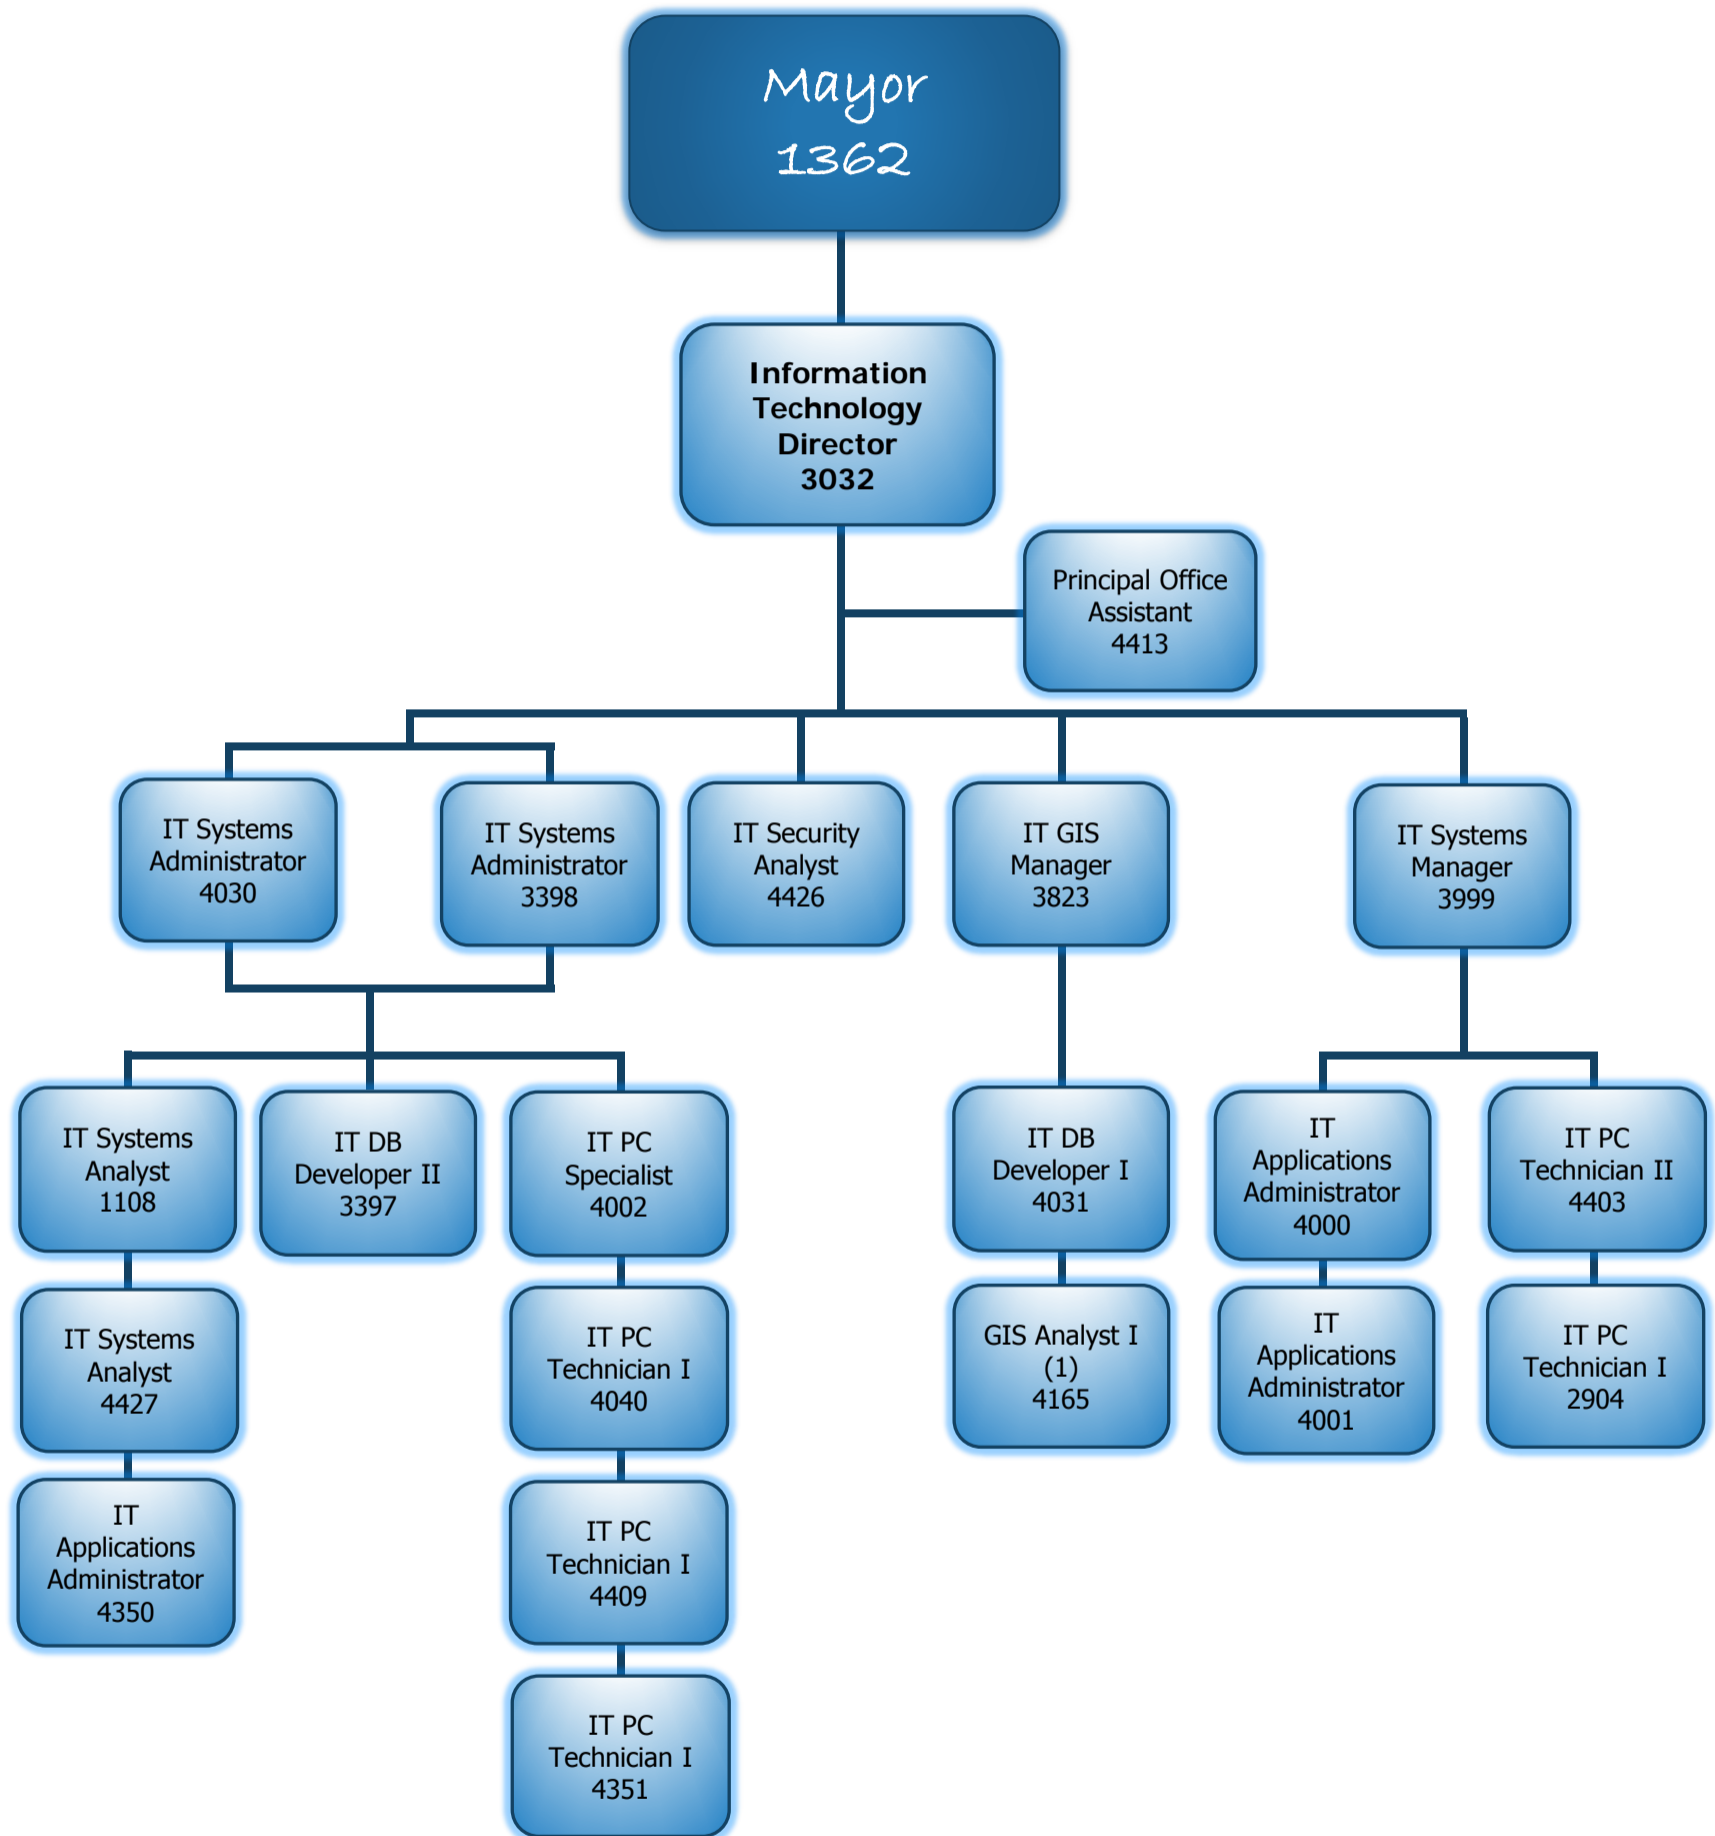 Mayor
1362
Information
Technology
Director
3032
Principal Office
Assistant
4413
IT Systems
Administrator
4030
IT Systems
Administrator
3398
IT Security
Analyst
4426
IT GIS
Manager
3823
IT Systems
Manager
3999
IT Systems
Analyst
1108
IT DB
Developer II
3397
IT PC
Specialist
4002
IT DB
Developer I
4031
IT
Applications
Administrator
4000
IT PC
Technician II
4403
IT Systems
Analyst
4427
IT PC
Technician I
4040
GIS Analyst I
(1)
4165
IT
Applications
Administrator
4001
IT PC
Technician I
2904
IT
Applications
Administrator
4350
IT PC
Technician I
4409
IT PC
Technician I
4351